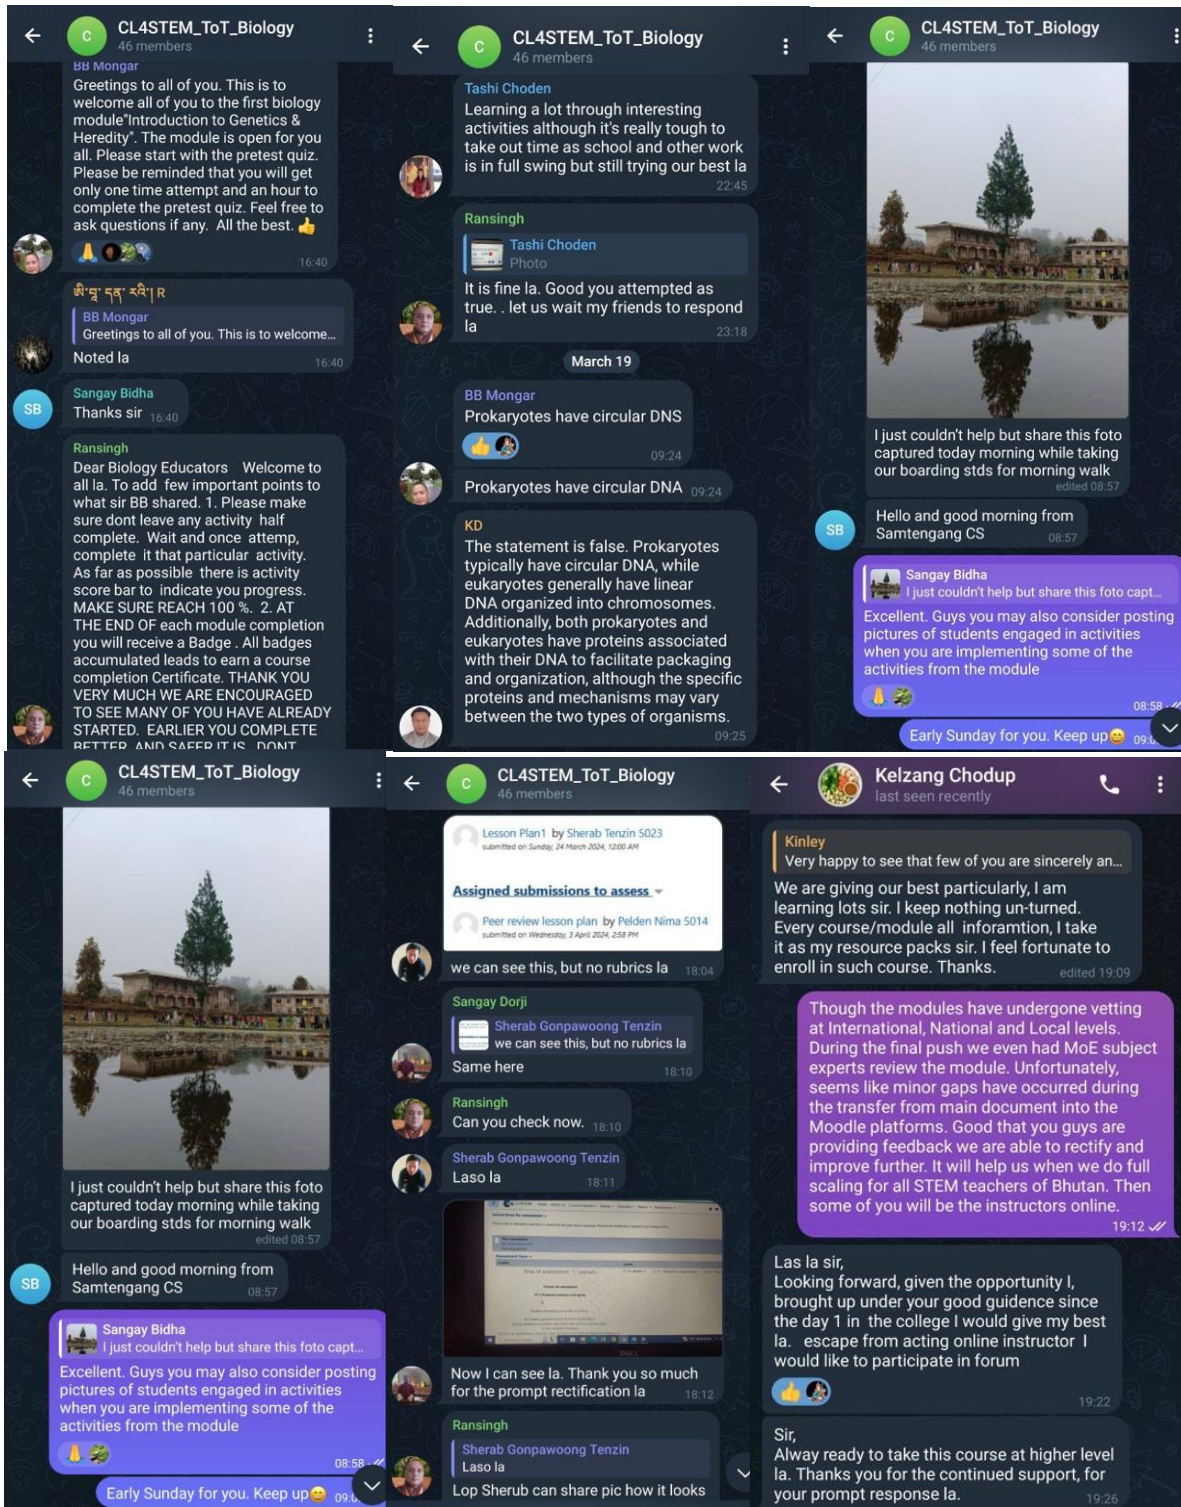 CL4STEM_ToT_Biology
46 members
BB Mongar
Greetings to all of you. This is to
welcome all of you to the first biology
module"Introduction to Genetics &
Heredity". The module is open for you
all. Please start with the pretest quiz.
Please be reminded that you will get
only one time attempt and an hour to
complete the pretest quiz. Feel free to
ask questions if any. All the best.👍
16:40
BB Mongar
Greetings to all of you. This is to welcome...
Noted la
16:40
SB
Sangay Bidha
Thanks sir 16:40
Ransingh
Dear Biology Educators Welcome to
all la. To add few important points to
what sir BB shared. 1. Please make
sure dont leave any activity half
complete. Wait and once attemp,
complete it that particular activity.
As far as possible there is activity
score bar to indicate you progress.
MAKE SURE REACH 100 %. 2. AT
THE END OF each module completion
you will receive a Badge . All badges
accumulated leads to earn a course
completion Certificate. THANK YOU
VERY MUCH WE ARE ENCOURAGED
TO SEE MANY OF YOU HAVE ALREADY
STARTED. EARLIER YOU COMPLETE
BETTER AND SAFER IT IS DONT
CL4STEM_ToT_Biology
46 members
Tashi Choden
Learning a lot through interesting
activities although it's really tough to
take out time as school and other work
is in full swing but still trying our best la
22:45
Ransingh
Tashi Choden
Photo
It is fine la. Good you attempted as
true. . let us wait my friends to respond
la
23:18
March 19
BB Mongar
Prokaryotes have circular DNS
09:24
Prokaryotes have circular DNA 09:24
KD
The statement is false. Prokaryotes
typically have circular DNA, while
eukaryotes generally have linear
DNA organized into chromosomes.
Additionally, both prokaryotes and
eukaryotes have proteins associated
with their DNA to facilitate packaging
and organization, although the specific
proteins and mechanisms may vary
between the two types of organisms.
09:25
CL4STEM_ToT_Biology
46 members
I just couldn't help but share this foto
captured today morning while taking
our boarding stds for morning walk
edited 08:57
SB
Hello and good morning from
Samtengang CS 08:57
Sangay Bidha
I just couldn't help but share this foto capt...
Excellent. Guys you may also consider posting
pictures of students engaged in activities
when you are implementing some of the
activities from the module
08:58
Early Sunday for you. Keep up😄
CL4STEM_ToT_Biology
46 members
I just couldn't help but share this foto
captured today morning while taking
our boarding stds for morning walk
edited 08:57
SB
Hello and good morning from
Samtengang CS 08:57
Sangay Bidha
I just couldn't help but share this foto capt...
Excellent. Guys you may also consider posting
pictures of students engaged in activities
when you are implementing some of the
activities from the module
08:58
Early Sunday for you. Keep up😄
CL4STEM_ToT_Biology
46 members
Lesson Plan1 by Sherab Tenzin 5023
submitted on Sunday, 24 March 2024, 12:00 AM
Assigned submissions to assess
Peer review lesson plan by Pelden Nima 5014
submitted on Wednesday, 3 April 2024, 2:58 PM
we can see this, but no rubrics la 18:04
Sangay Dorji
Sherab Gonpawoong Tenzin
we can see this, but no rubrics la
Same here 18:10
Ransingh
Can you check now. 18:10
Sherab Gonpawoong Tenzin
Laso la 18:11
Now I can see la. Thank you so much
for the prompt rectification la 18:12
Ransingh
Sherab Gonpawoong Tenzin
Laso la
Lop Sherub can share pic how it looks
Kelzang Chodup
last seen recently
Kinley
Very happy to see that few of you are sincerely an...
We are giving our best particularly, I am
learning lots sir. I keep nothing un-turned.
Every course/module all inforamtion, I take
it as my resource packs sir. I feel fortunate to
enroll in such course. Thanks. edited 19:09
Though the modules have undergone vetting
at International, National and Local levels.
During the final push we even had MoE subject
experts review the module. Unfortunately,
seems like minor gaps have occurred during
the transfer from main document into the
Moodle platforms. Good that you guys are
providing feedback we are able to rectify and
improve further. It will help us when we do full
scaling for all STEM teachers of Bhutan. Then
some of you will be the instructors online.
19:12
Las la sir,
Looking forward, given the opportunity I,
brought up under your good guidence since
the day 1 in the college I would give my best
la. escape from acting online instructor I
would like to participate in forum
19:22
Sir,
Alway ready to take this course at higher level
la. Thanks you for the continued support, for
your prompt response la. 19:26